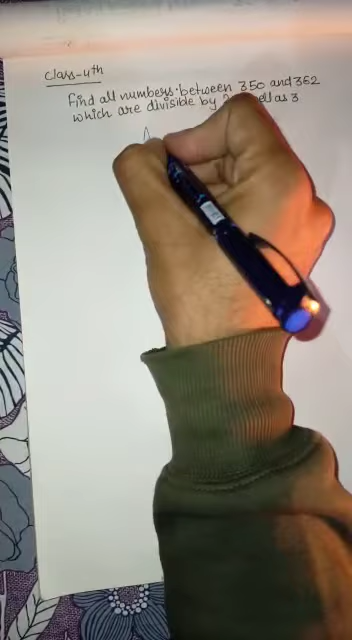 Class-4th
Find all numbers between 350 and 362
which are divisible by as 3